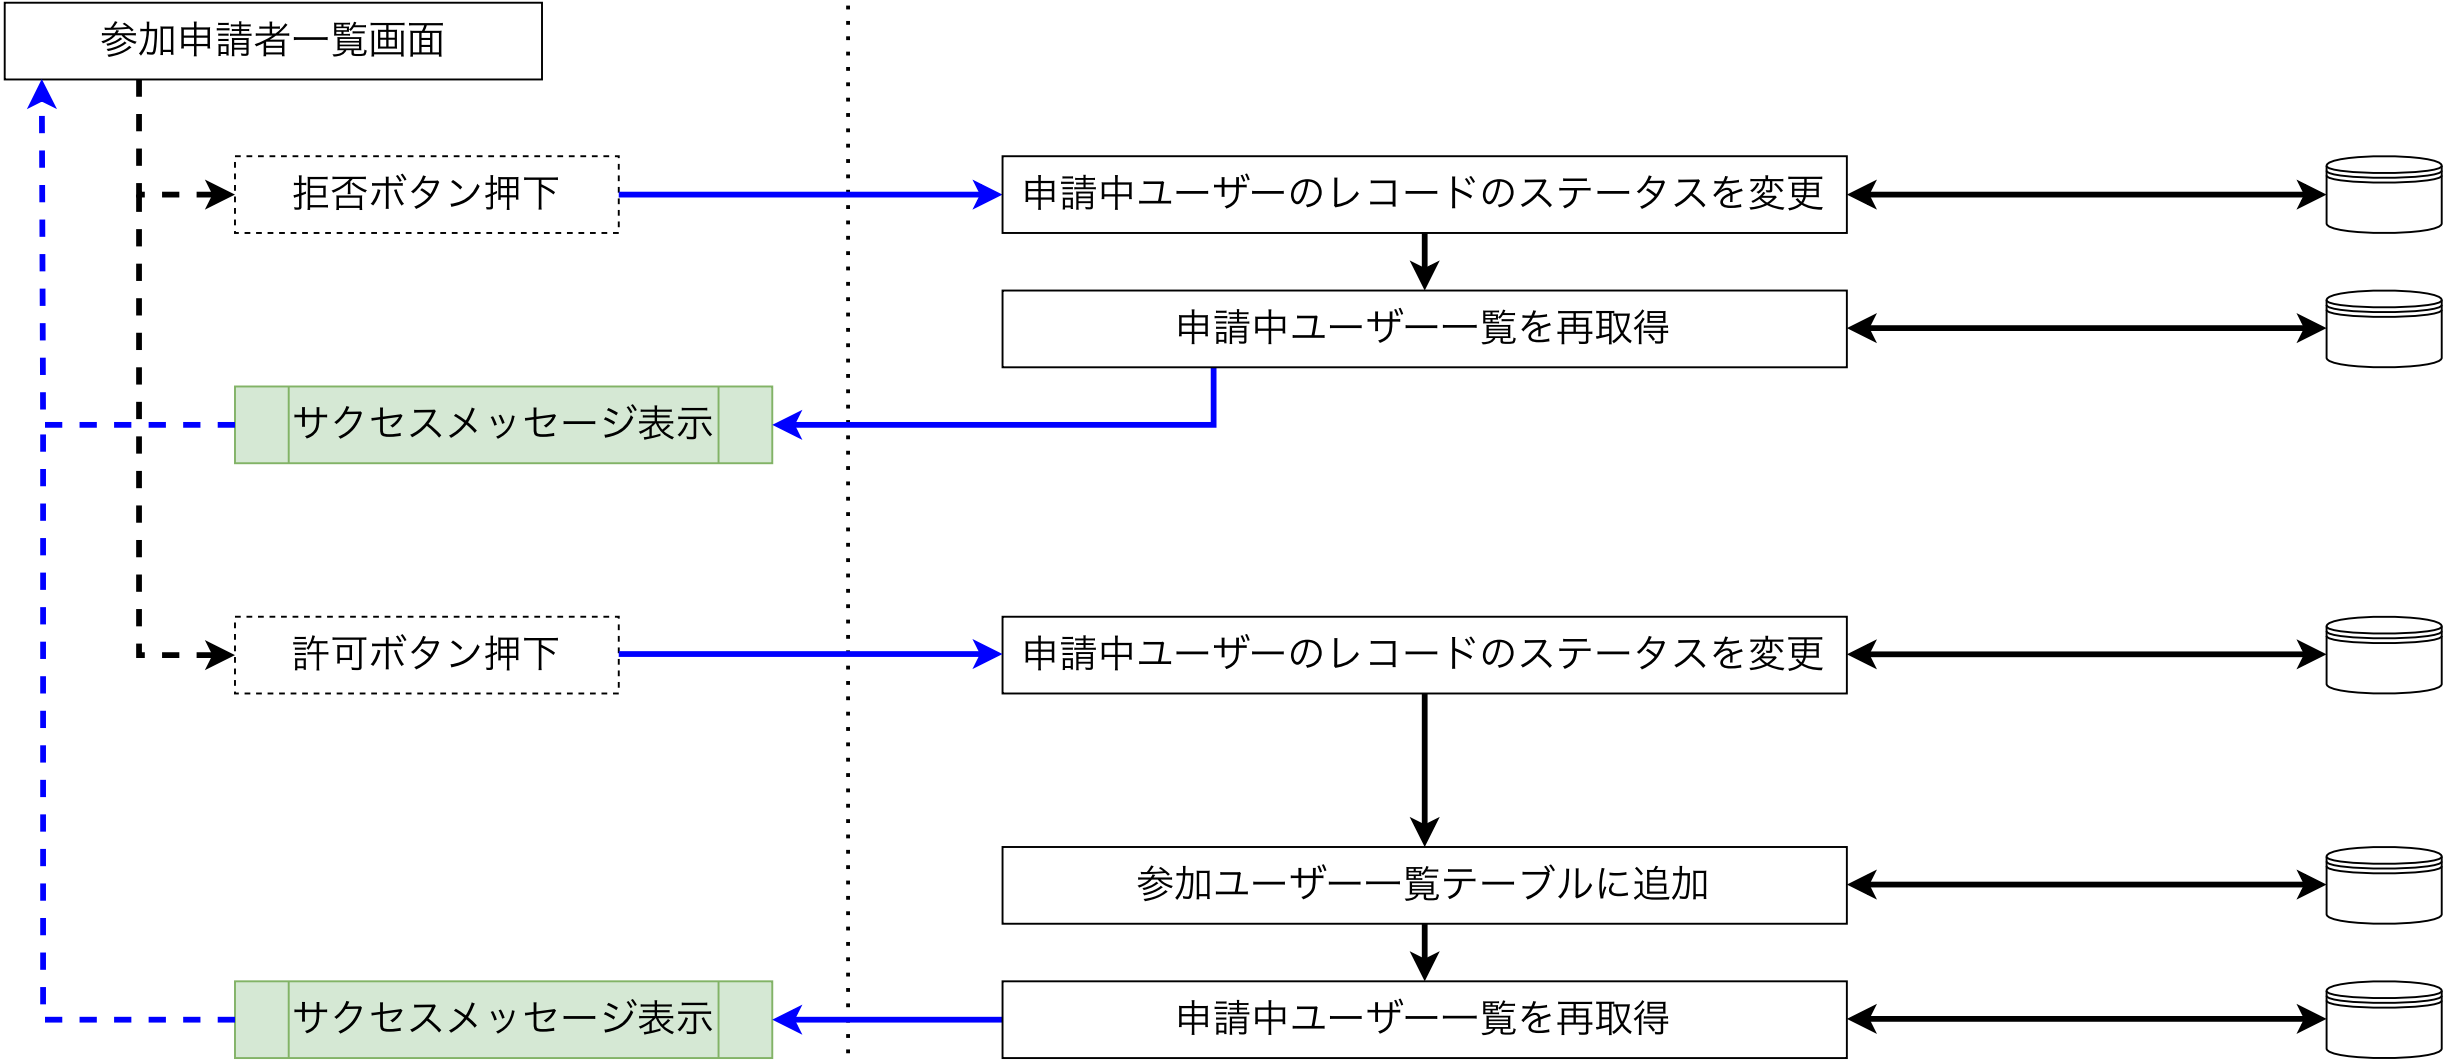 参加申請者一覧画面
拒否ボタン押下
申請中ユーザーのレコードのステータスを変更
申請中ユーザー一覧を再取得
サクセスメッセージ表示
許可ボタン押下
申請中ユーザーのレコードのステータスを変更
参加ユーザー一覧テーブルに追加
サクセスメッセージ表示
申請中ユーザー一覧を再取得